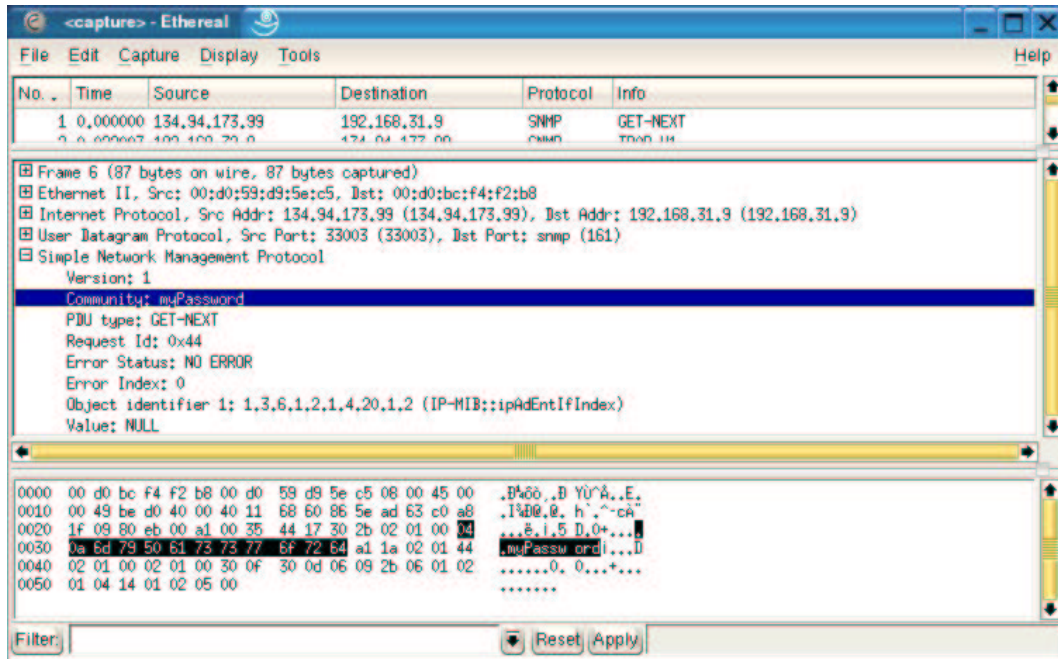 <capture> - Ethereal
File Edit Capture Display Tools Help
No. . Time Source Destination Protocol Info
1 0.000000 134.94.173.99 192.168.31.9 SNMP GET-NEXT
Frame 6 (87 bytes on wire, 87 bytes captured)
Ethernet II, Src: 00:d0:59:d9:5e:c5, Dst: 00:d0:bc:f4:f2:b8
Internet Protocol, Src Addr: 134.94.173.99 (134.94.173.99), Dst Addr: 192.168.31.9 (192.168.31.9)
User Datagram Protocol, Src Port: 33003 (33003), Dst Port: snmp (161)
Simple Network Management Protocol
Version: 1
Community: myPassword
PDU type: GET-NEXT
Request Id: 0x44
Error Status: NO ERROR
Error Index: 0
Object identifier 1: 1.3.6.1.2.1.4.20.1.2 (IP-MIB::ipAdEntIfIndex)
Value: NULL
0000 00 d0 bc f4 f2 b8 00 d0 59 d9 5e c5 08 00 45 00 .Ð¼ôò¸.Ð YÙ^Å..E.
0010 00 49 be d0 40 00 40 11 68 60 86 5e ad 63 c0 a8 .I¾Ð@.@. h`.^-cÀ¨
0020 1f 09 80 eb 00 a1 00 35 44 17 30 2b 02 01 00 04 ...ë.¡.5 D.0+....
0030 0a 6d 79 50 61 73 73 77 6f 72 64 a1 1a 02 01 44 .myPassw ord¡...D
0040 02 01 00 02 01 00 30 0f 30 0d 06 09 2b 06 01 02 ......0. 0...+...
0050 01 04 14 01 02 05 00 .......
Filter: Reset Apply